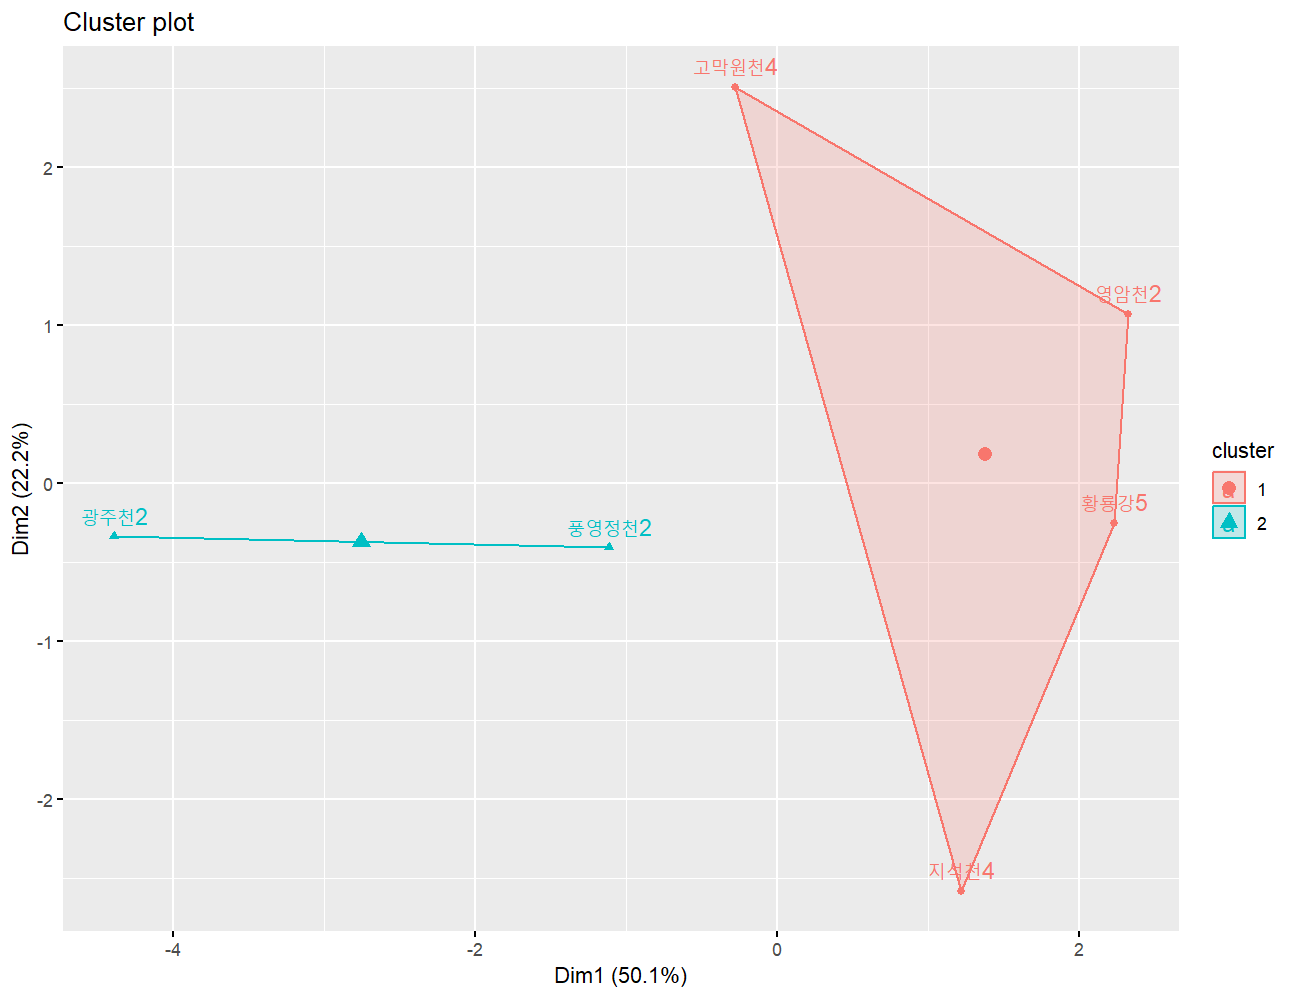 Cluster plot
고막원천4
2
영암천2
1
Dim2 (22.2%)
cluster
a 1
a 2
0
황룡강5
광주천2
풍영정천2
-1
-2
지석천4
-4
-2
0
2
Dim1 (50.1%)